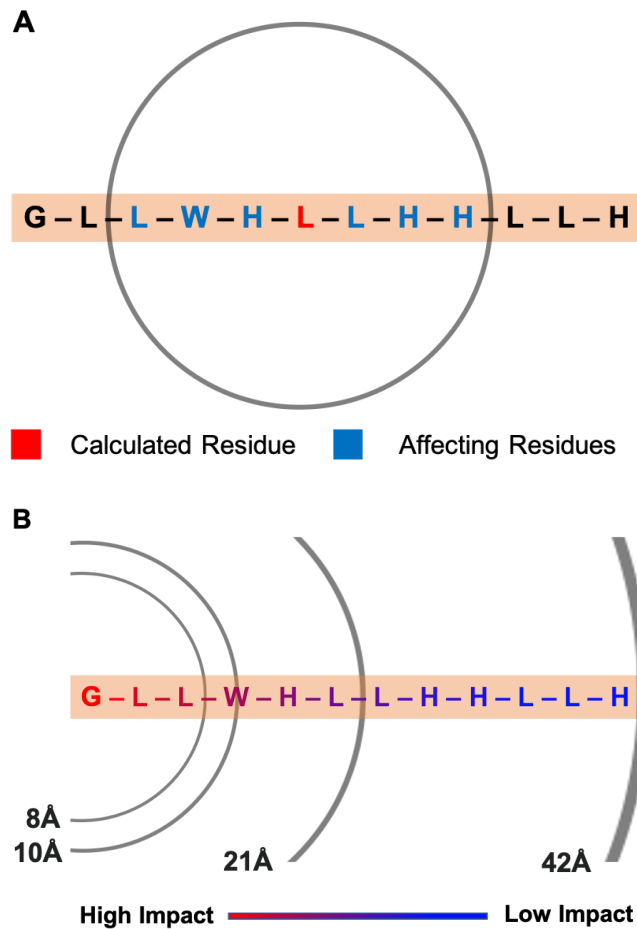 A
G – L – L – W – H – L – L – H – H – L – L – H
Calculated Residue Affecting Residues
B
G – L – L – W – H – L – L – H – H – L – L – H
8Å
10Å 21Å 42Å
High Impact Low Impact